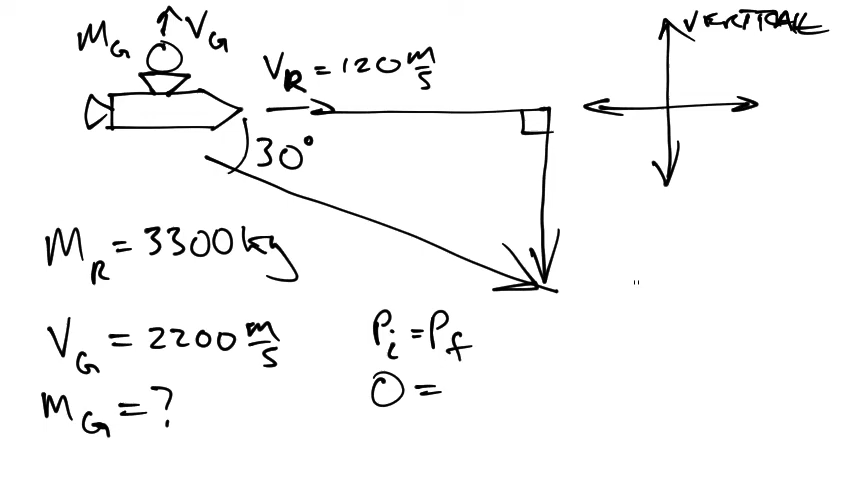 M_G V_G
V_R = 120 m/s
VERTICAL
30°
M_R = 3300 kg
V_G = 2200 m/s
M_G = ?
P_i = P_f
0 =